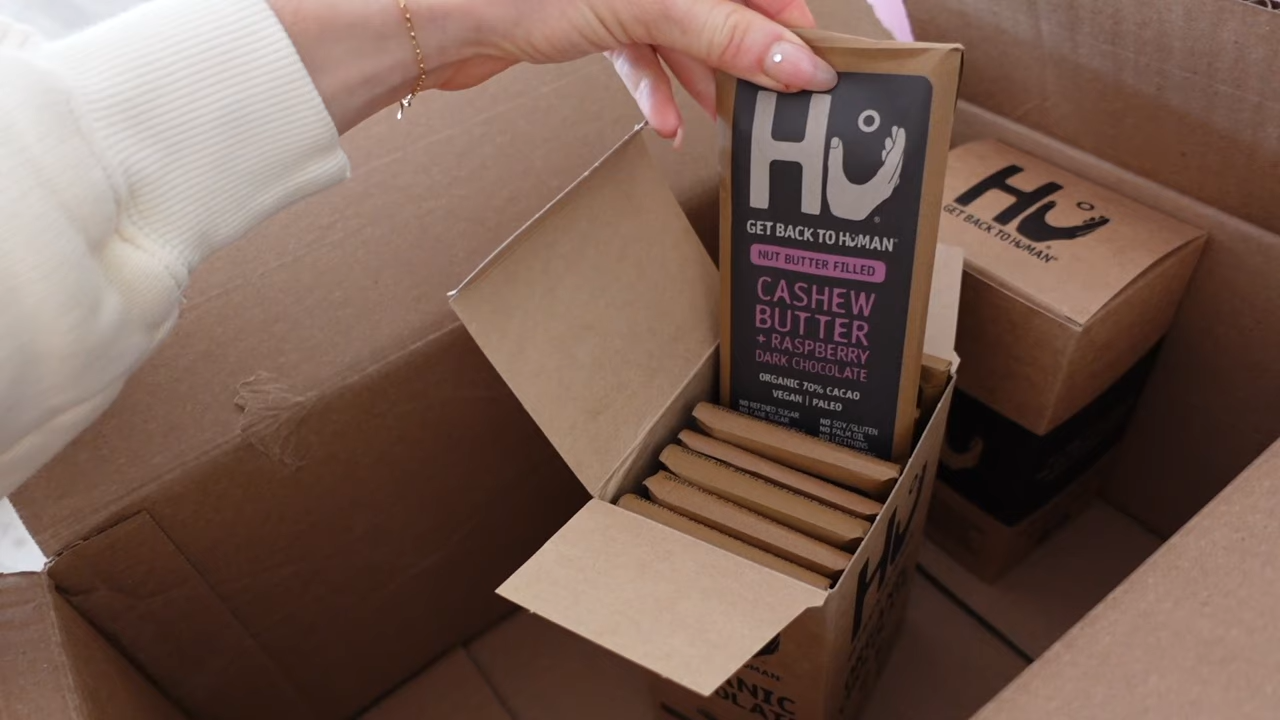 HU
GET BACK TO HUMAN®
NUT BUTTER FILLED
CASHEW
BUTTER
+ RASPBERRY
DARK CHOCOLATE
ORGANIC 70% CACAO
VEGAN | PALEO
NO REFINED SUGAR
NO CANE SUGAR
NO SOY/GLUTEN
NO PALM OIL
NO LECITHINS
HU
GET BACK TO HUMAN®
HU